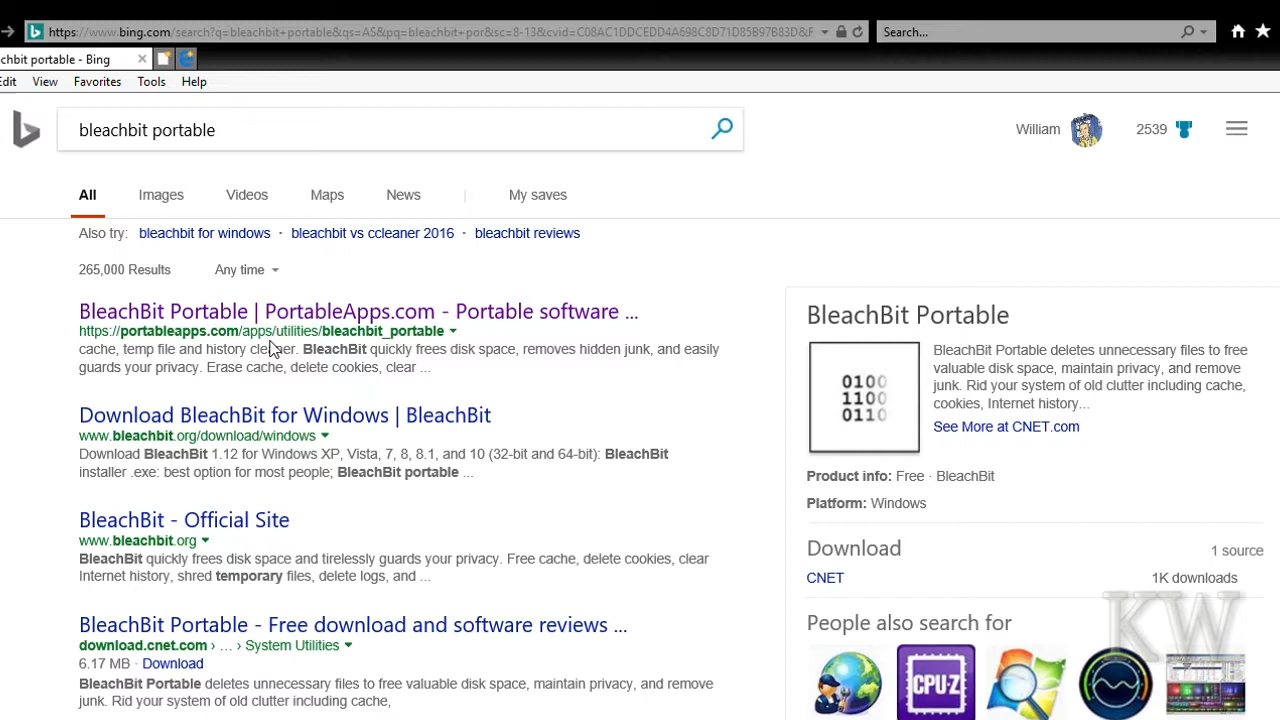 https://www.bing.com/search?q=bleachbit+portable&qs=AS&pq=bleachbit+por&sc=8-13&cvid=C08AC1DDCEDD4A698C8D71D85B97B83D&F
Search...
chbit portable - Bing
Edit View Favorites Tools Help
bleachbit portable
William 2539
All Images Videos Maps News | My saves
Also try: bleachbit for windows · bleachbit vs ccleaner 2016 · bleachbit reviews
265,000 Results Any time
BleachBit Portable | PortableApps.com - Portable software ...
https://portableapps.com/apps/utilities/bleachbit_portable
cache, temp file and history cleaner. BleachBit quickly frees disk space, removes hidden junk, and easily
guards your privacy. Erase cache, delete cookies, clear ...
Download BleachBit for Windows | BleachBit
www.bleachbit.org/download/windows
Download BleachBit 1.12 for Windows XP, Vista, 7, 8, 8.1, and 10 (32-bit and 64-bit): BleachBit
installer .exe: best option for most people; BleachBit portable ...
BleachBit - Official Site
www.bleachbit.org
BleachBit quickly frees disk space and tirelessly guards your privacy. Free cache, delete cookies, clear
Internet history, shred temporary files, delete logs, and ...
BleachBit Portable - Free download and software reviews ...
download.cnet.com › ... › System Utilities
6.17 MB · Download
BleachBit Portable deletes unnecessary files to free valuable disk space, maintain privacy, and remove
junk. Rid your system of old clutter including cache,
BleachBit Portable
0100
1100
0110
BleachBit Portable deletes unnecessary files to free
valuable disk space, maintain privacy, and remove
junk. Rid your system of old clutter including cache,
cookies, Internet history...
See More at CNET.com
Product info: Free · BleachBit
Platform: Windows
Download 1 source
CNET 1K downloads
People also search for
CPU-Z
KW